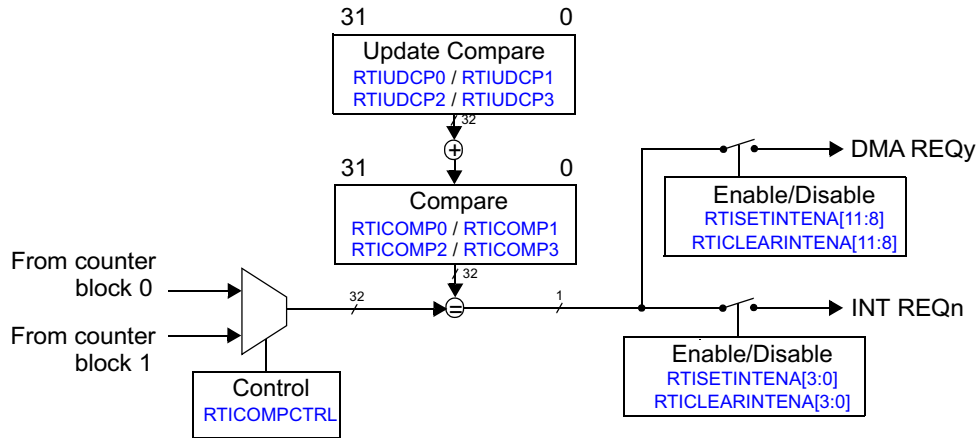 31 0
Update Compare
RTIUDCP0 / RTIUDCP1
RTIUDCP2 / RTIUDCP3
32
+
31 0
Compare
RTICOMP0 / RTICOMP1
RTICOMP2 / RTICOMP3
32
DMA REQy
Enable/Disable
RTISETINTENA[11:8]
RTICLEARINTENA[11:8]
From counter
block 0
32
=
1
INT REQn
From counter
block 1
Enable/Disable
RTISETINTENA[3:0]
RTICLEARINTENA[3:0]
Control
RTICOMPCTRL